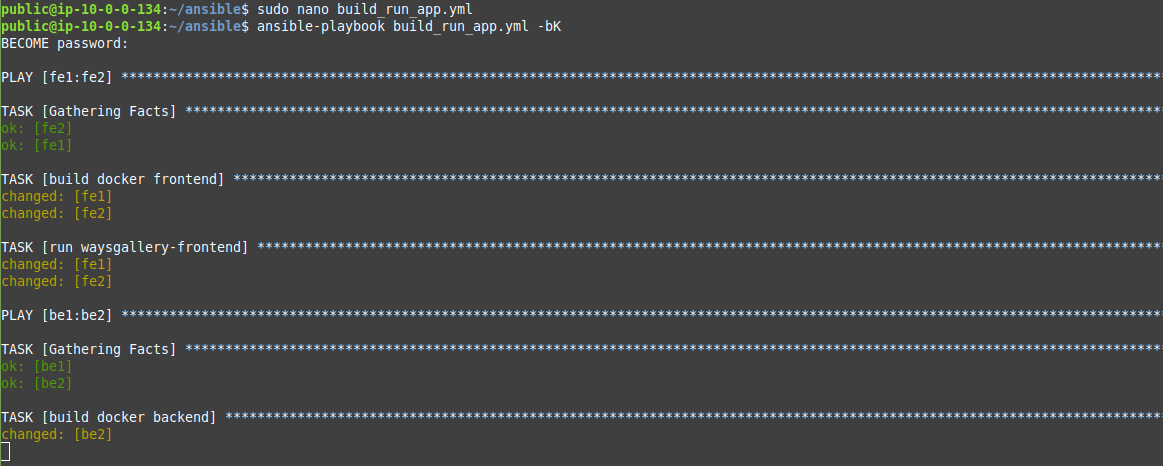 public@ip-10-0-0-134:~/ansible$ sudo nano build_run_app.yml
public@ip-10-0-0-134:~/ansible$ ansible-playbook build_run_app.yml -bK
BECOME password:
PLAY [fe1:fe2] **********************************************************************************************************************************
TASK [Gathering Facts] **************************************************************************************************************************
ok: [fe2]
ok: [fe1]
TASK [build docker frontend] ********************************************************************************************************************
changed: [fe1]
changed: [fe2]
TASK [run waysgallery-frontend] *****************************************************************************************************************
changed: [fe1]
changed: [fe2]
PLAY [be1:be2] **********************************************************************************************************************************
TASK [Gathering Facts] **************************************************************************************************************************
ok: [be1]
ok: [be2]
TASK [build docker backend] *********************************************************************************************************************
changed: [be2]